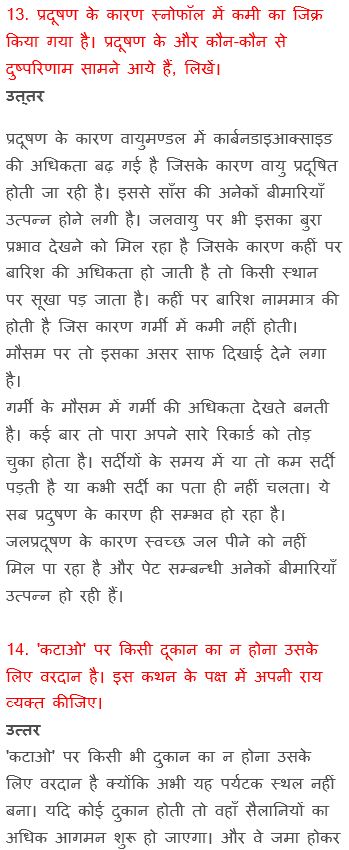 13. प्रदूषण के कारण स्नोफॉल में कमी का जिक्र
किया गया है। प्रदूषण के और कौन-कौन से
दुष्परिणाम सामने आये हैं, लिखें।
उत्तर
प्रदूषण के कारण वायुमण्डल में कार्बनडाइआक्साइड
की अधिकता बढ़ गई है जिसके कारण वायु प्रदूषित
होती जा रही है। इससे साँस की अनेकों बीमारियाँ
उत्पन्न होने लगी है। जलवायु पर भी इसका बुरा
प्रभाव देखने को मिल रहा है जिसके कारण कहीं पर
बारिश की अधिकता हो जाती है तो किसी स्थान
पर सूखा पड़ जाता है। कहीं पर बारिश नाममात्र की
होती है जिस कारण गर्मी में कमी नहीं होती।
मौसम पर तो इसका असर साफ दिखाई देने लगा
है।
गर्मी के मौसम में गर्मी की अधिकता देखते बनती
है। कई बार तो पारा अपने सारे रिकार्ड को तोड़
चुका होता है। सर्दीयों के समय में या तो कम सर्दी
पड़ती है या कभी सर्दी का पता ही नहीं चलता। ये
सब प्रदुषण के कारण ही सम्भव हो रहा है।
जलप्रदूषण के कारण स्वच्छ जल पीने को नहीं
मिल पा रहा है और पेट सम्बन्धी अनेकों बीमारियाँ
उत्पन्न हो रही हैं।
14. 'कटाओ' पर किसी दूकान का न होना उसके
लिए वरदान है। इस कथन के पक्ष में अपनी राय
व्यक्त कीजिए।
उत्तर
'कटाओ' पर किसी भी दुकान का न होना उसके
लिए वरदान है क्योंकि अभी यह पर्यटक स्थल नहीं
बना। यदि कोई दुकान होती तो वहाँ सैलानियों का
अधिक आगमन शुरू हो जाएगा। और वे जमा होकर